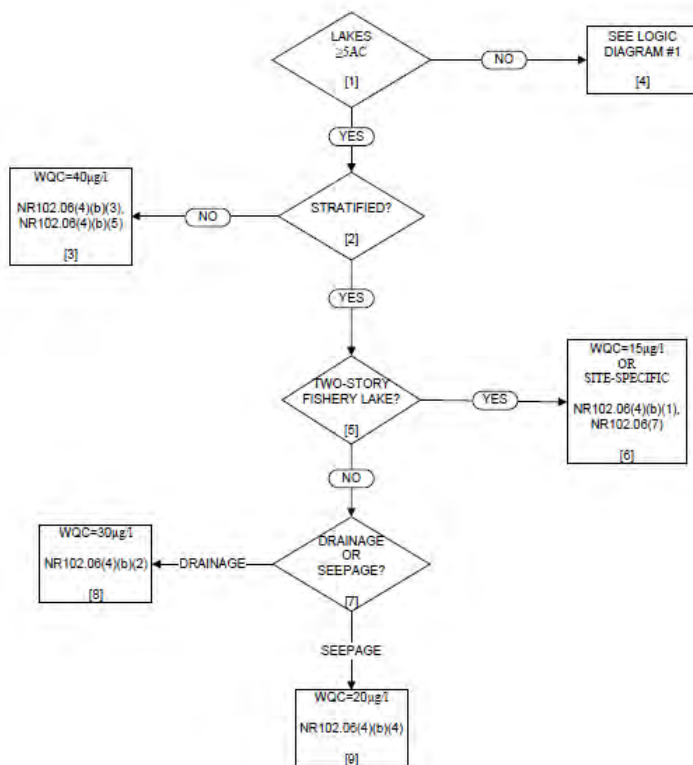 LAKES
≥5AC
[1]
NO
SEE LOGIC
DIAGRAM #1
[4]
YES
WQC=40µg/l
NR102.06(4)(b)(3),
NR102.06(4)(b)(5)
[3]
NO
STRATIFIED?
[2]
YES
TWO-STORY
FISHERY LAKE?
[5]
YES
WQC=15µg/l
OR
SITE-SPECIFIC
NR102.06(4)(b)(1),
NR102.06(7)
[6]
NO
WQC=30µg/l
NR102.06(4)(b)(2)
[8]
DRAINAGE
DRAINAGE
OR
SEEPAGE?
[7]
SEEPAGE
WQC=20µg/l
NR102.06(4)(b)(4)
[9]